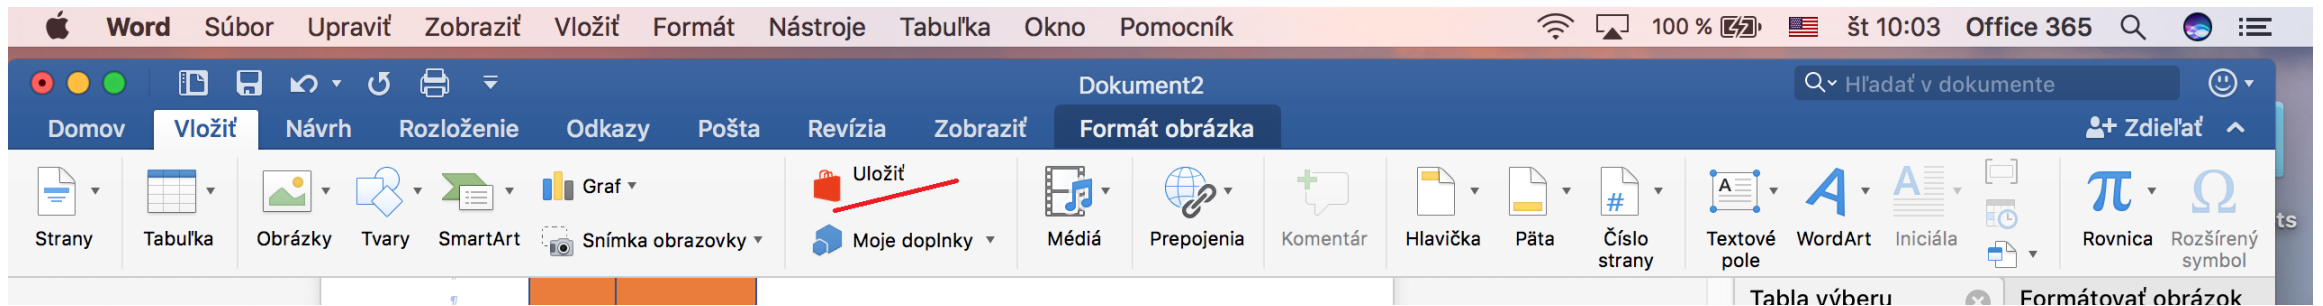 Word Súbor Upraviť Zobraziť Vložiť Formát Nástroje Tabuľka Okno Pomocník 100 % št 10:03 Office 365
Dokument2 Hľadať v dokumente
Domov Vložiť Návrh Rozloženie Odkazy Pošta Revízia Zobraziť Formát obrázka Zdieľať
Strany Tabuľka Obrázky Tvary SmartArt Graf Snímka obrazovky Uložiť Moje doplnky Médiá Prepojenia Komentár Hlavička Päta # Číslo strany A Textové pole A WordArt A Iniciála π Rovnica Ω Rozšírený symbol
ts
¶ Tabla výberu Formátovať obrázok